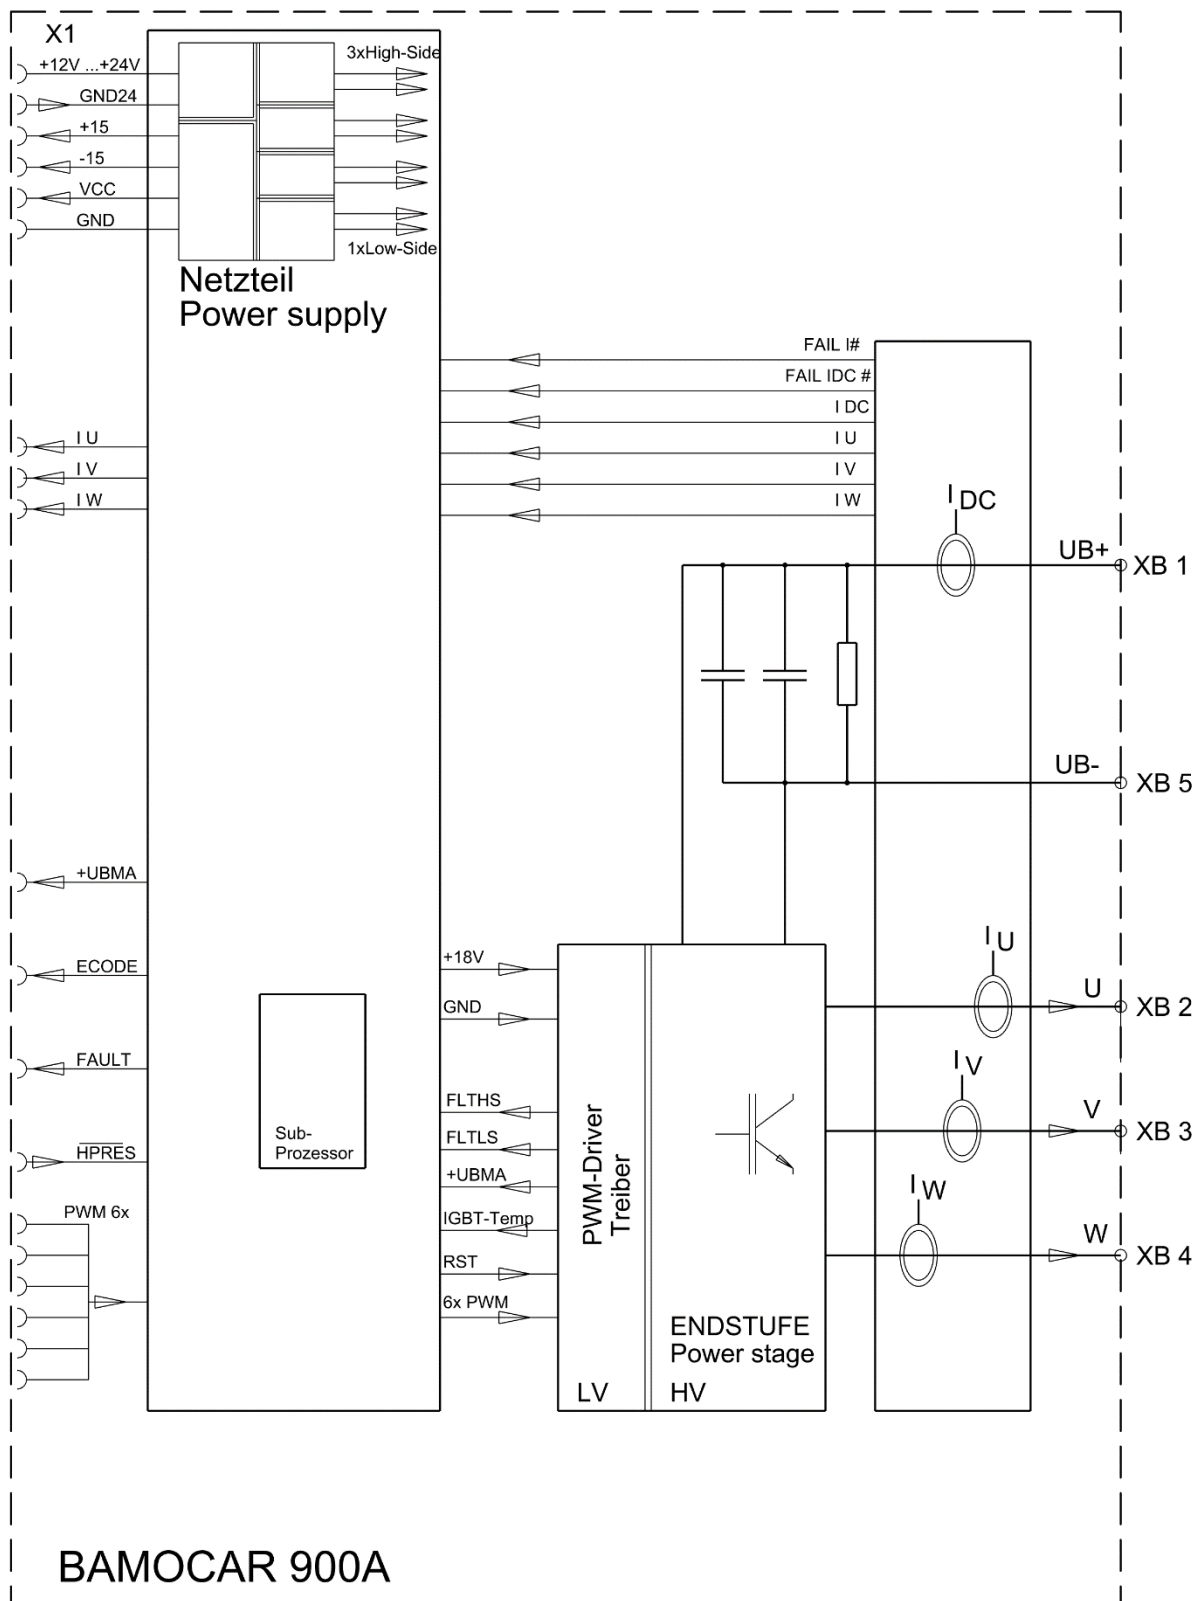 X1
+12V ...+24V
GND24
+15
-15
VCC
GND
3xHigh-Side
1xLow-Side
Netzteil
Power supply
FAIL I#
FAIL IDC #
I DC
I U
I V
I W
I U
I V
I W
I DC
UB+
XB 1
UB-
XB 5
+UBMA
ECODE
FAULT
HPRES
PWM 6x
Sub-
Prozessor
+18V
GND
FLTHS
FLTLS
+UBMA
IGBT-Temp
RST
6x PWM
PWM-Driver
Treiber
LV
HV
ENDSTUFE
Power stage
I U
U
XB 2
I V
V
XB 3
I W
W
XB 4
BAMOCAR 900A